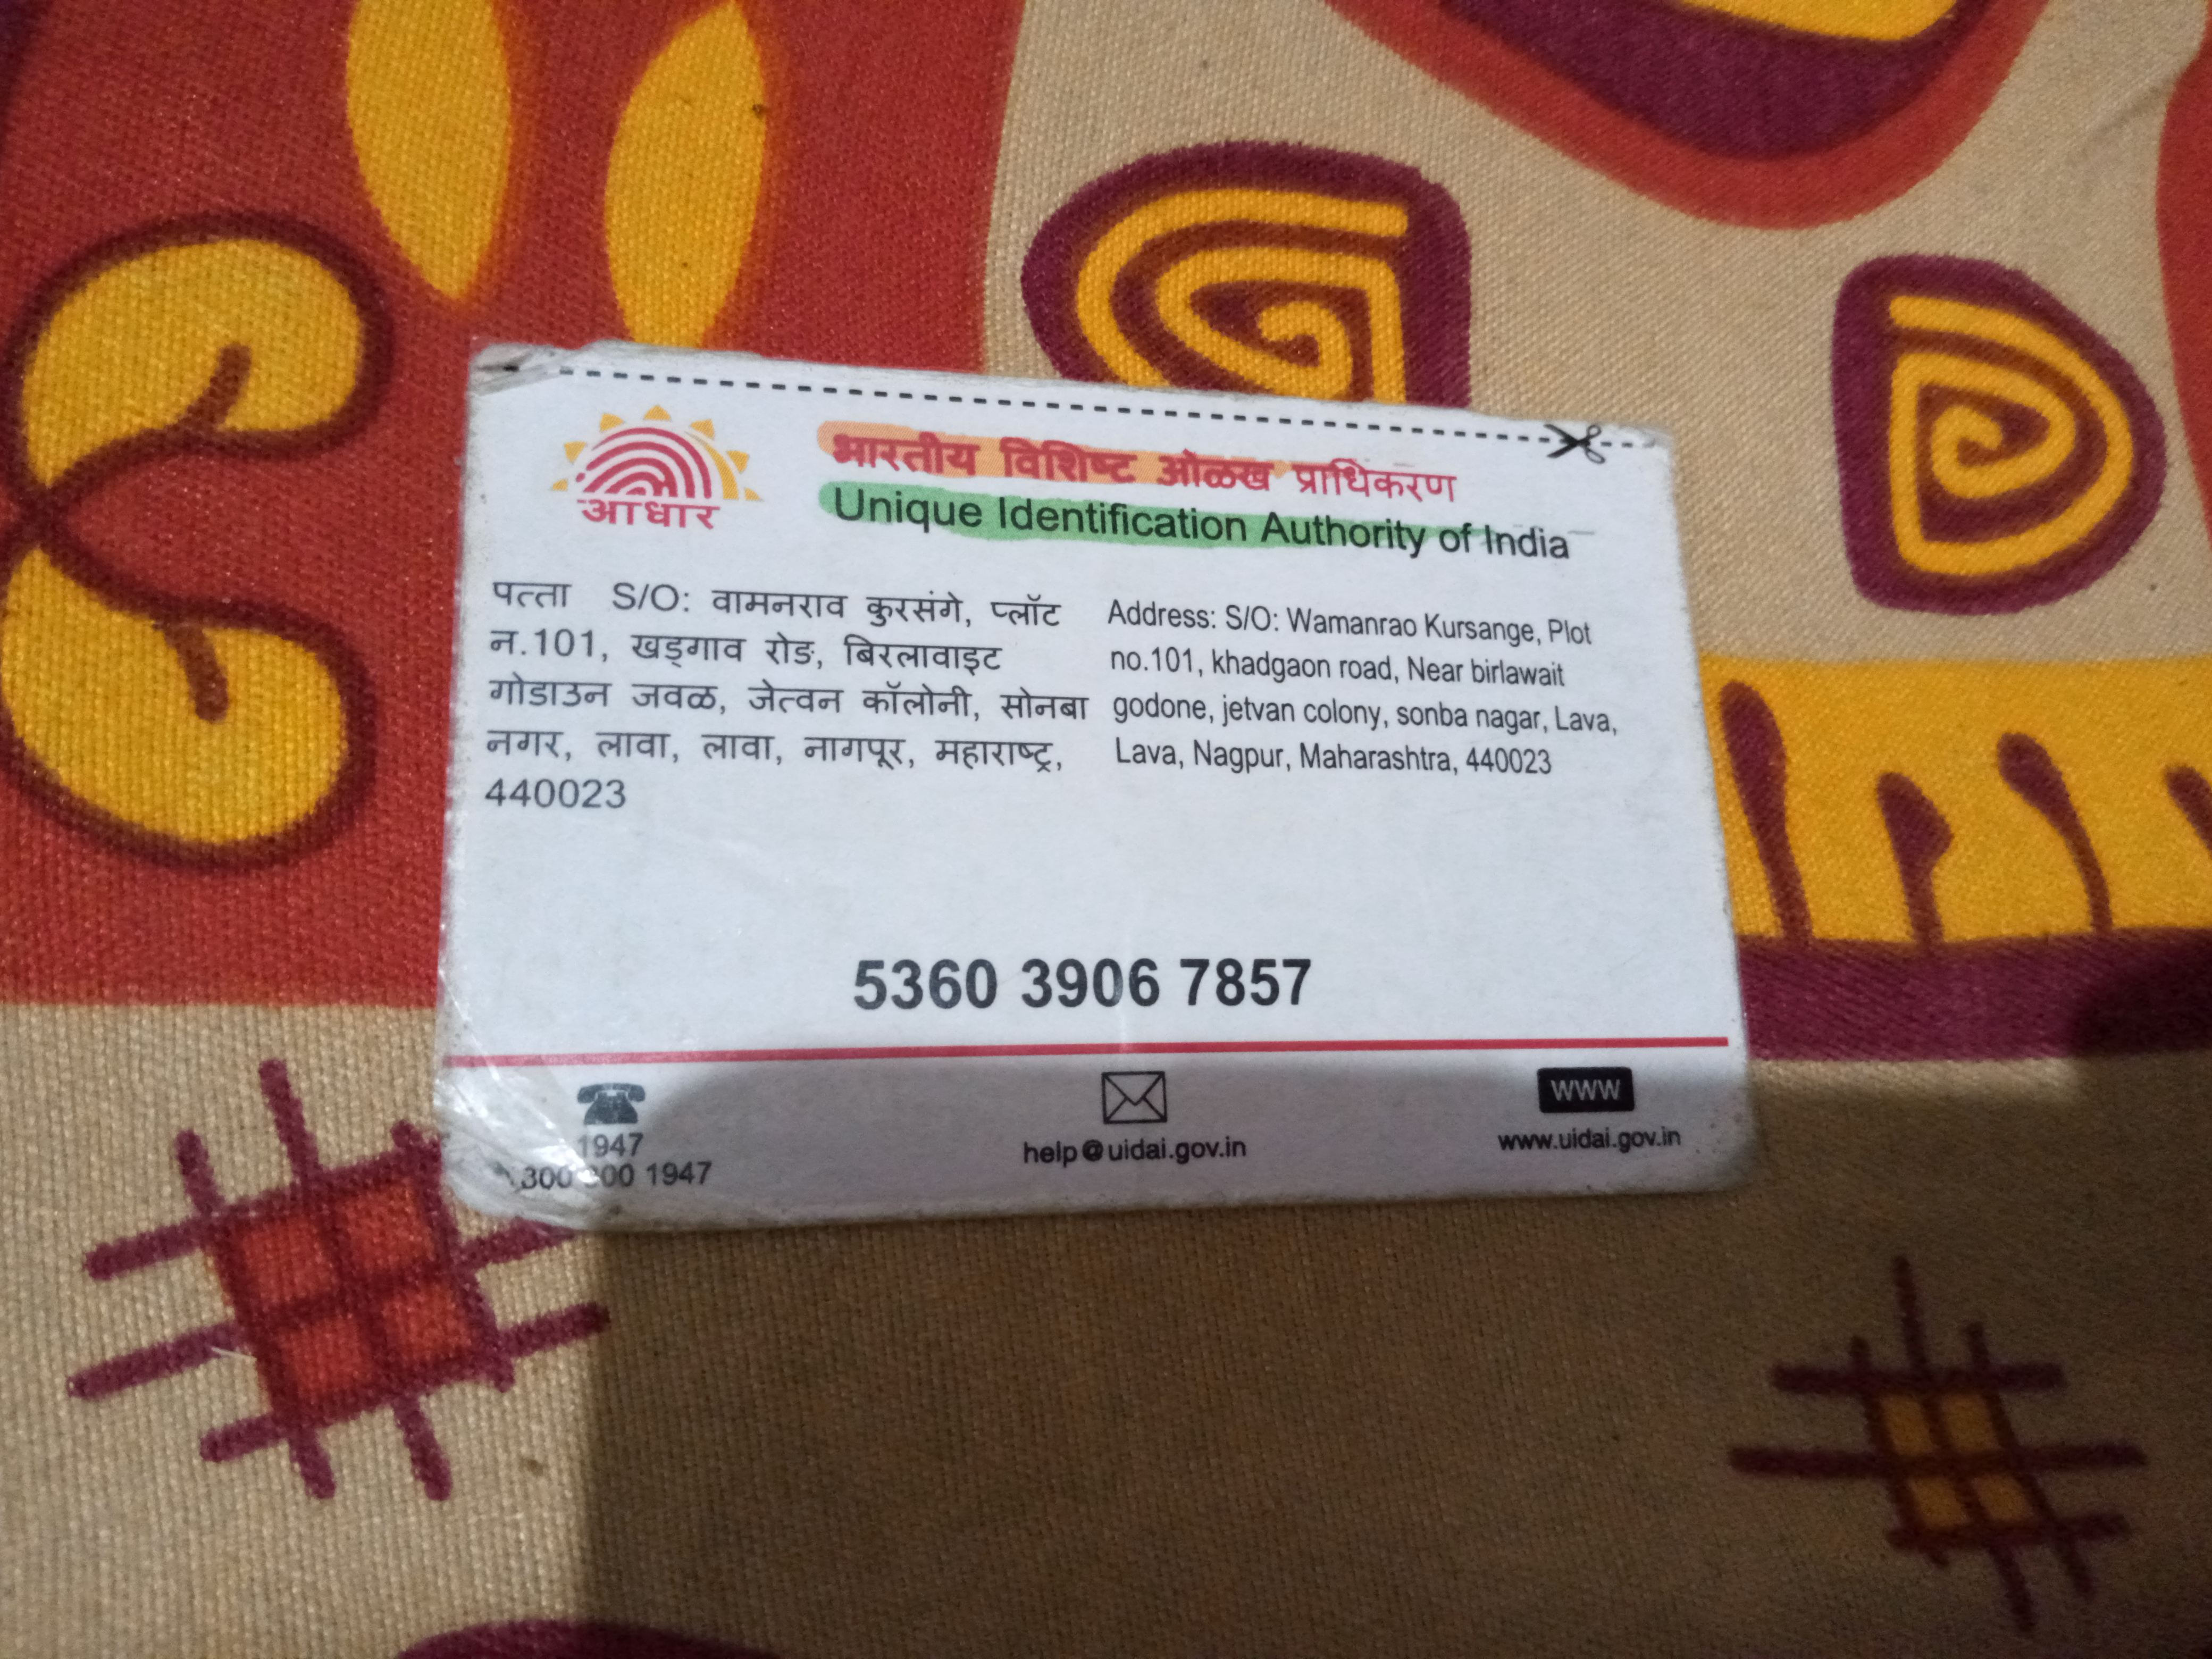 आधार
भारतीय विशिष्ट ओळख प्राधिकरण
Unique Identification Authority of India
पत्ता S/O: वामनराव कुरसंगे, प्लॉट
न.101, खड्गाव रोड, बिरलावाइट
गोडाउन जवळ, जेत्वन कॉलोनी, सोनबा
नगर, लावा, लावा, नागपूर, महाराष्ट्र,
440023
Address: S/O: Wamanrao Kursange, Plot
no.101, khadgaon road, Near birlawait
godone, jetvan colony, sonba nagar, Lava,
Lava, Nagpur, Maharashtra, 440023
5360 3906 7857
1947
1947
help@uidai.gov.in
WWW
www.uidai.gov.in